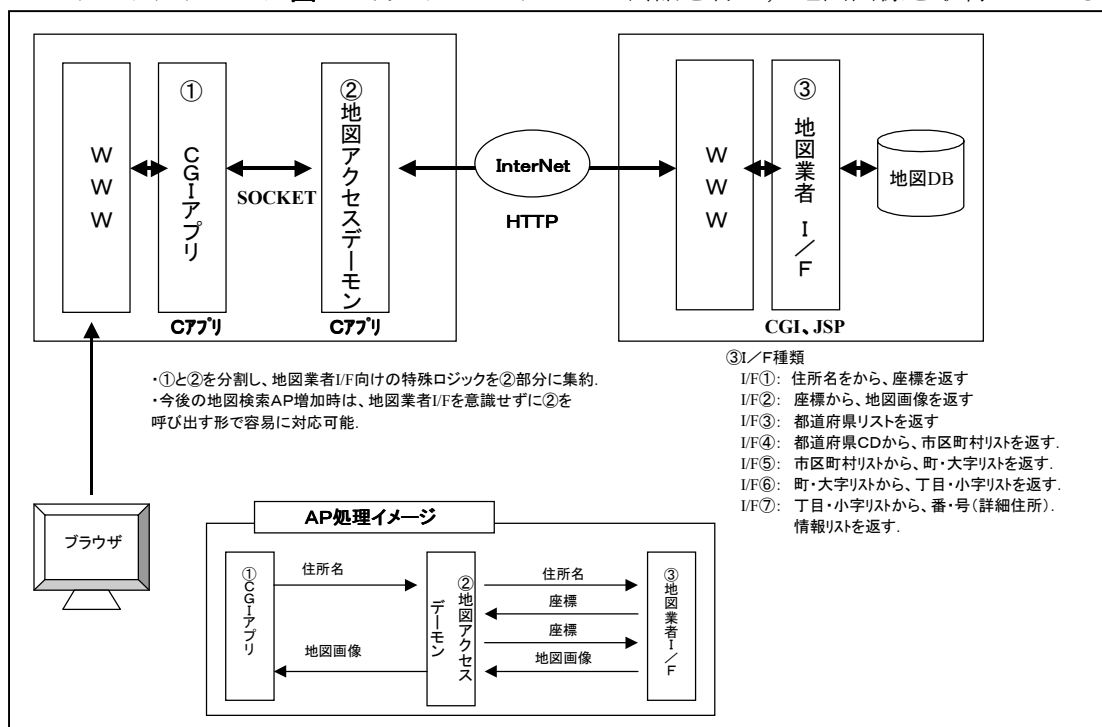 ①
CGIアプリ
②
地図アクセスデーモン
WWW
SOCKET
Cアプリ
Cアプリ
InterNet
HTTP
WWW
③
地図業者 I/F
地図DB
CGI、JSP
・①と②を分割し、地図業者I/F向けの特殊ロジックを②部分に集約.
・今後の地図検索AP増加時は、地図業者I/Fを意識せずに②を
呼び出す形で容易に対応可能.
③I/F種類
I/F①: 住所名をから、座標を返す
I/F②: 座標から、地図画像を返す
I/F③: 都道府県リストを返す
I/F④: 都道府県CDから、市区町村リストを返す.
I/F⑤: 市区町村リストから、町・大字リストを返す.
I/F⑥: 町・大字リストから、丁目・小字リストを返す.
I/F⑦: 丁目・小字リストから、番・号(詳細住所).
情報リストを返す.
ブラウザ
AP処理イメージ
①CGIアプリ
住所名
地図画像
②地図アクセス
デーモン
住所名
座標
座標
地図画像
③地図業者I/F